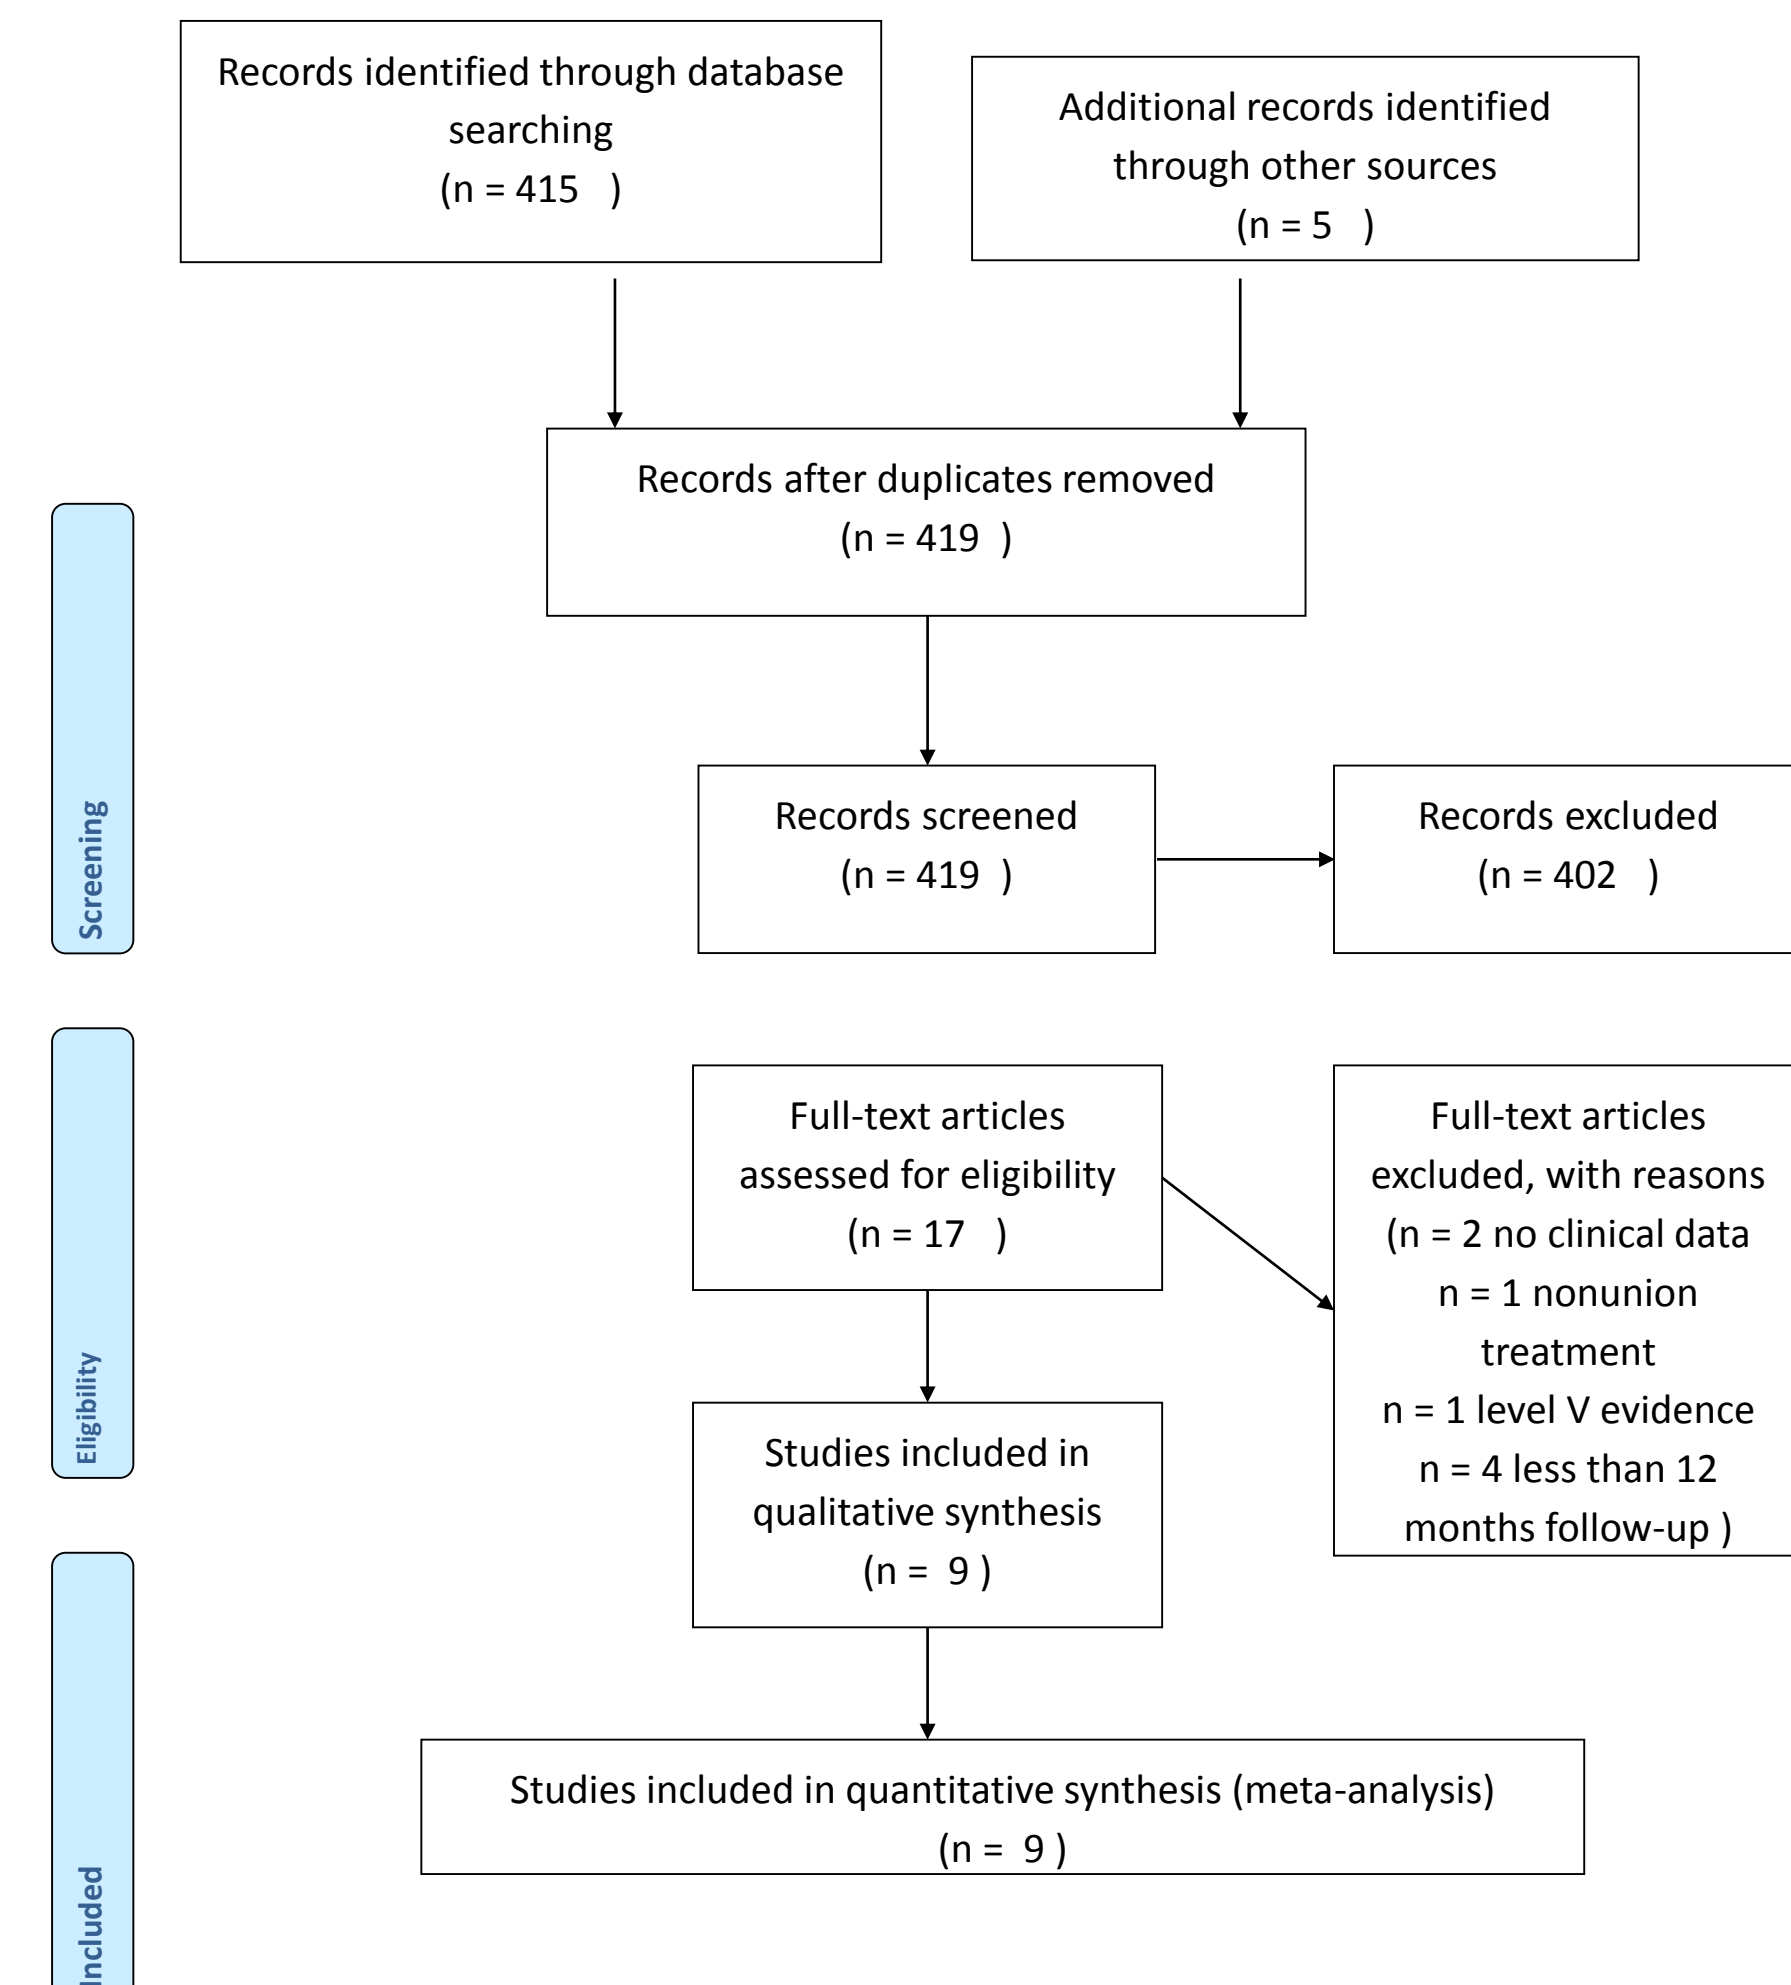 Records identified through database
searching
(n = 415   )
Additional records identified
through other sources
(n = 5   )
Records after duplicates removed
(n = 419  )
Screening
Records screened
(n = 419  )
Records excluded
(n = 402   )
Eligibility
Full-text articles
assessed for eligibility
(n = 17   )
Full-text articles
excluded, with reasons
(n = 2 no clinical data
n = 1 nonunion
treatment
n = 1 level V evidence
n = 4 less than 12
months follow-up )
Studies included in
qualitative synthesis
(n =  9 )
Included
Studies included in quantitative synthesis (meta-analysis)
(n =  9 )